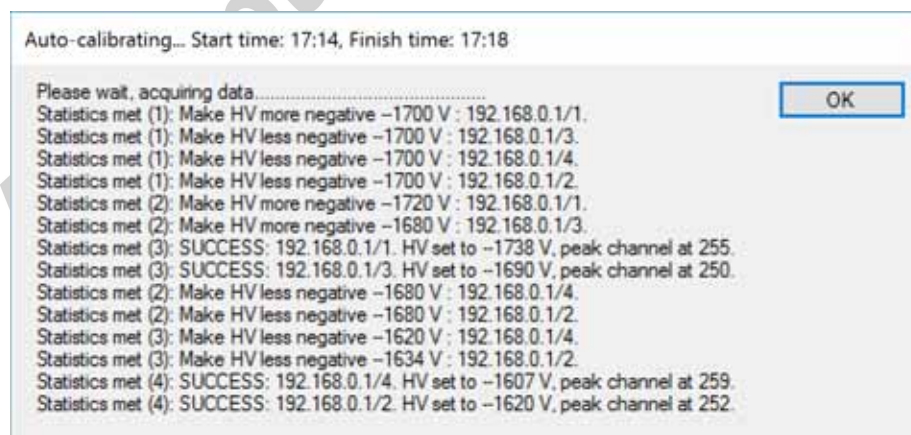 Auto-calibrating... Start time: 17:14, Finish time: 17:18
Please wait, acquiring data................................................
OK
Statistics met (1): Make HV more negative --1700 V : 192.168.0.1/1.
Statistics met (1): Make HV less negative --1700 V : 192.168.0.1/3.
Statistics met (1): Make HV less negative --1700 V : 192.168.0.1/4.
Statistics met (1): Make HV less negative --1700 V : 192.168.0.1/2.
Statistics met (2): Make HV more negative --1720 V : 192.168.0.1/1.
Statistics met (2): Make HV more negative --1680 V : 192.168.0.1/3.
Statistics met (3): SUCCESS: 192.168.0.1/1. HV set to --1738 V, peak channel at 255.
Statistics met (3): SUCCESS: 192.168.0.1/3. HV set to --1690 V, peak channel at 250.
Statistics met (2): Make HV less negative --1680 V : 192.168.0.1/4.
Statistics met (2): Make HV less negative --1680 V : 192.168.0.1/2.
Statistics met (3): Make HV less negative --1620 V : 192.168.0.1/4.
Statistics met (3): Make HV less negative --1634 V : 192.168.0.1/2.
Statistics met (4): SUCCESS: 192.168.0.1/4. HV set to --1607 V, peak channel at 259.
Statistics met (4): SUCCESS: 192.168.0.1/2. HV set to --1620 V, peak channel at 252.